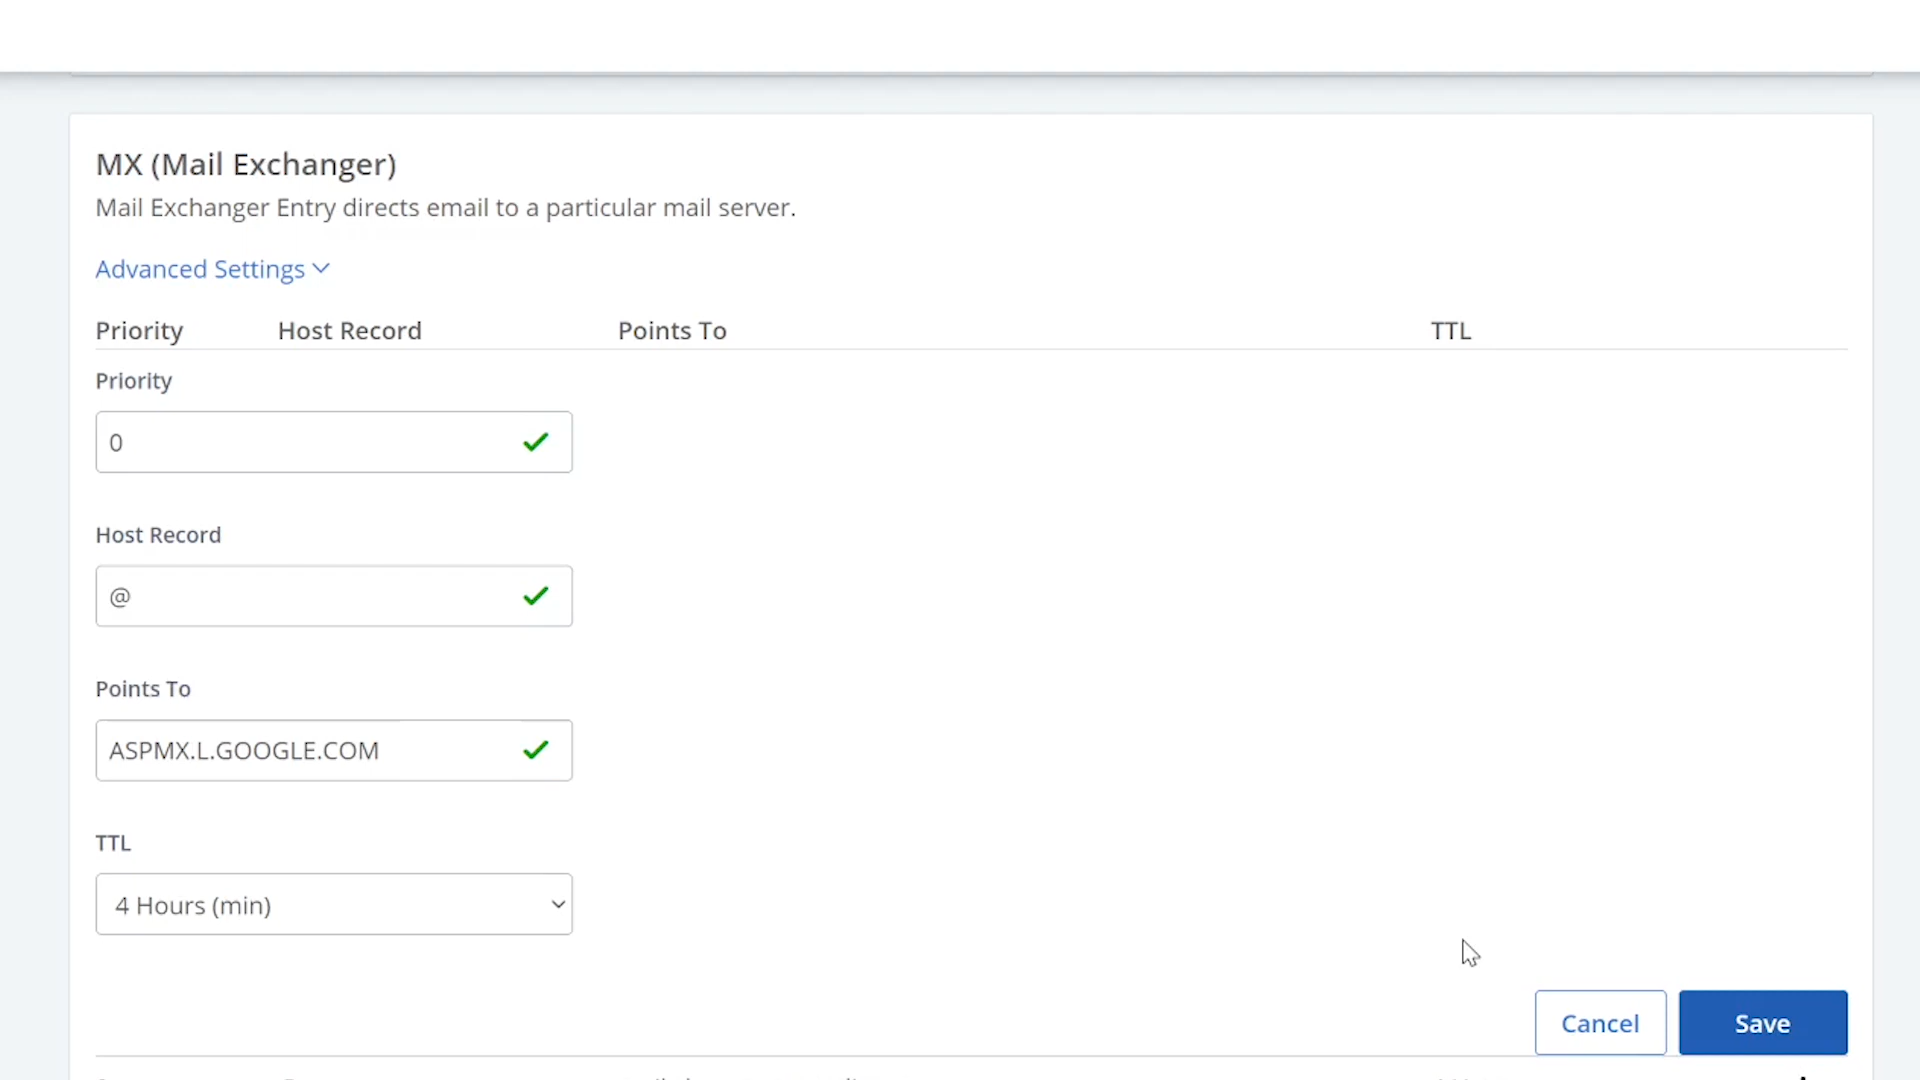 MX (Mail Exchanger)
Mail Exchanger Entry directs email to a particular mail server.
Advanced Settings
Priority Host Record Points To TTL
Priority
0
Host Record
@
Points To
ASPMX.L.GOOGLE.COM
TTL
4 Hours (min)
Cancel Save